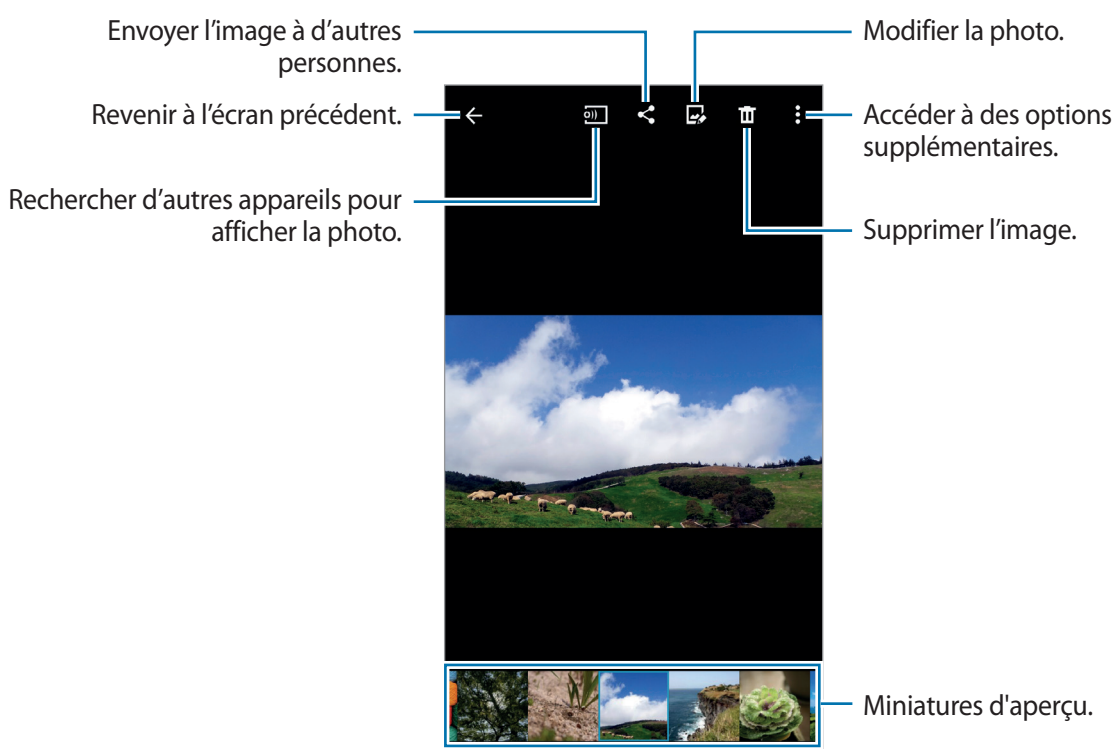 Envoyer l’image à d’autres
personnes.
Modifier la photo.
Revenir à l’écran précédent.
Accéder à des options
supplémentaires.
Rechercher d’autres appareils pour
afficher la photo.
Supprimer l’image.
Miniatures d'aperçu.